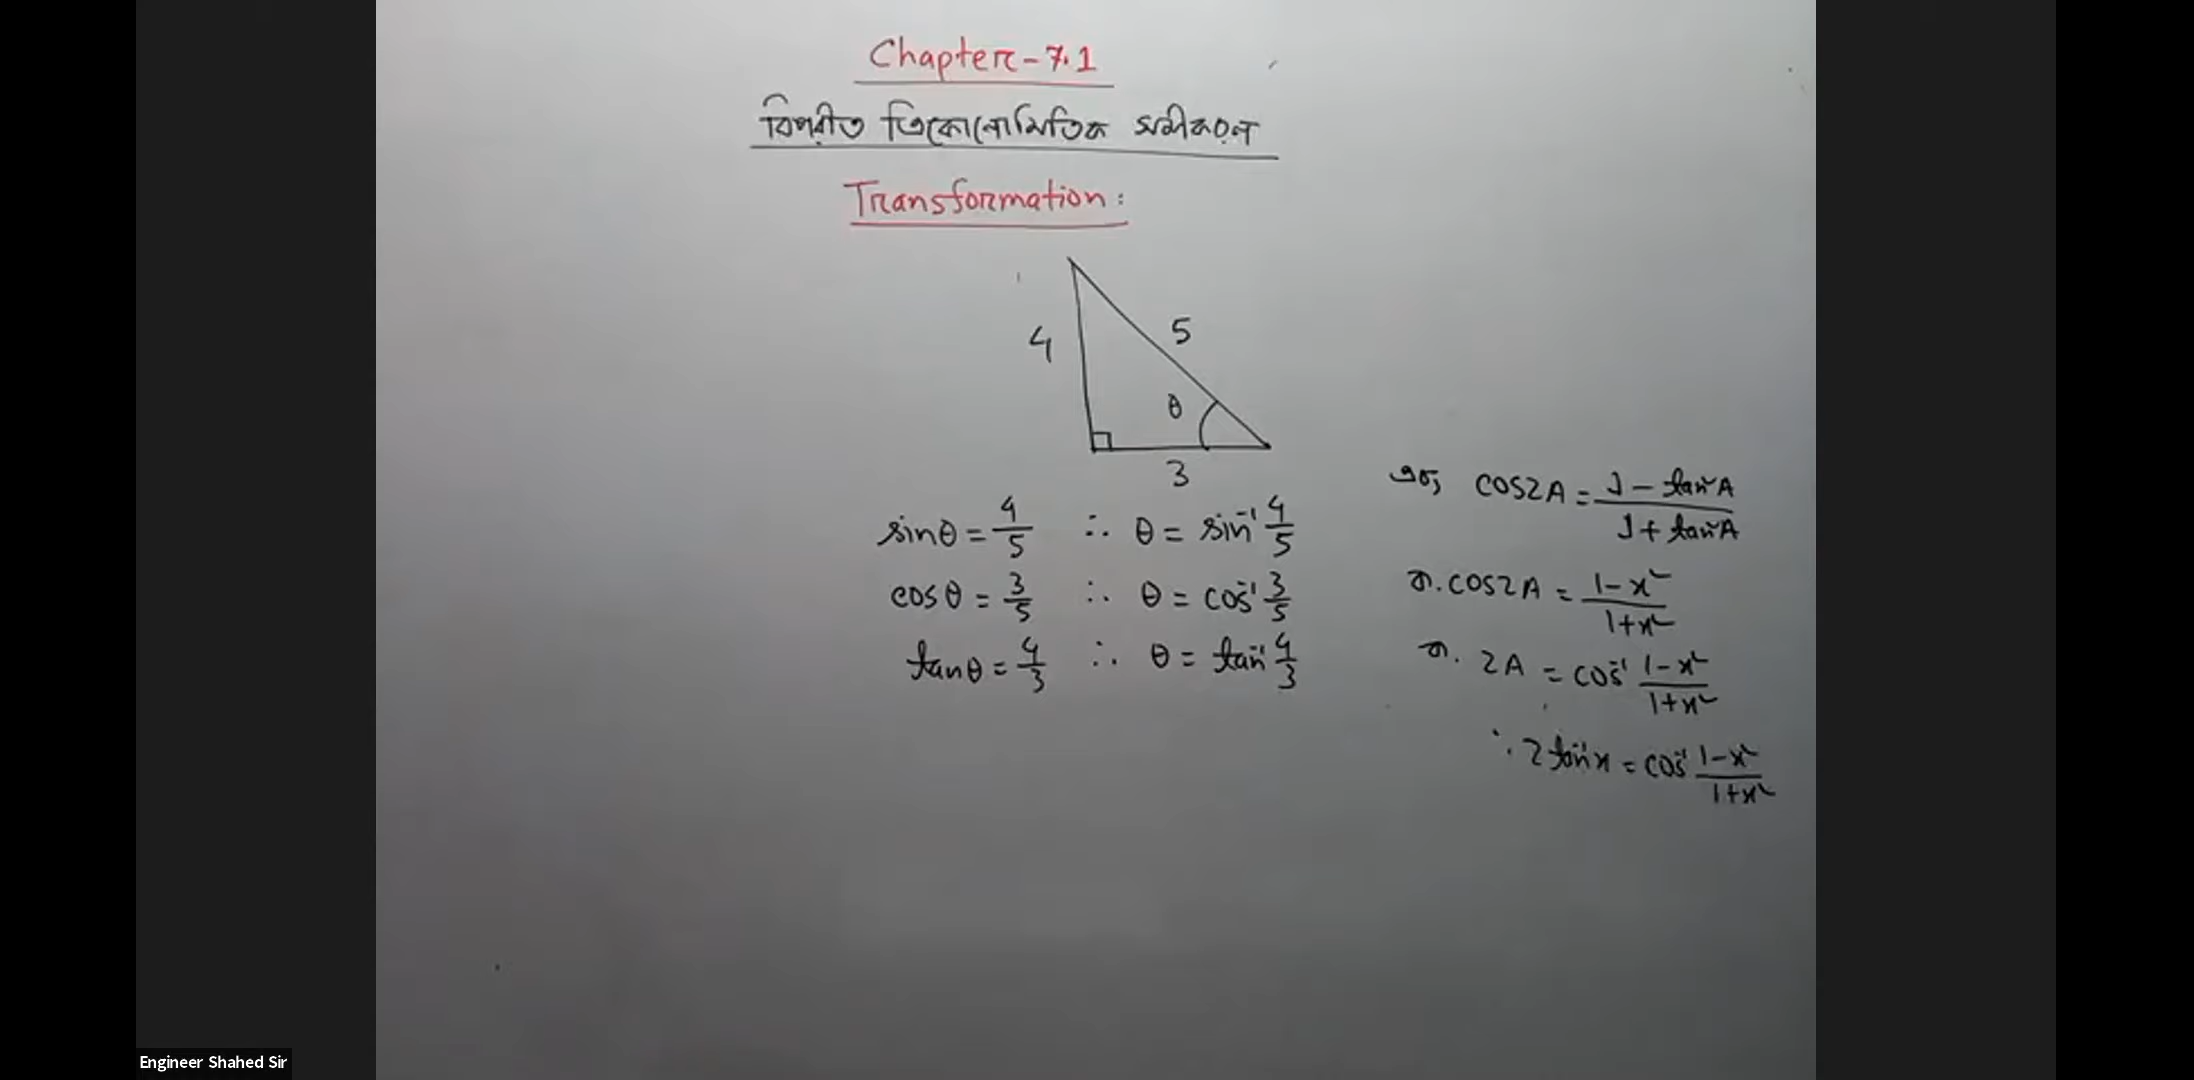 Chapter-7.1
বিপরীত ত্রিকোনোমিতিক সমীকরণ
Transformation:
4
5
θ
3
sinθ = 4/5 ∴ θ = sin⁻¹ 4/5
cosθ = 3/5 ∴ θ = cos⁻¹ 3/5
tanθ = 4/3 ∴ θ = tan⁻¹ 4/3
cos2A = (1 - tan²A)/(1 + tan²A)
বা, cos2A = (1-x²)/(1+x²)
বা, 2A = cos⁻¹ (1-x²)/(1+x²)
∴ 2tan⁻¹x = cos⁻¹ (1-x²)/(1+x²)
Engineer Shahed Sir